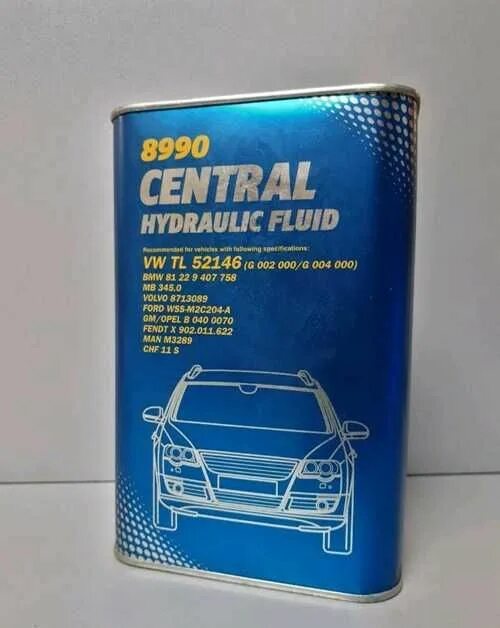 8990
CENTRAL
HYDRAULIC FLUID
Recommended for vehicles with following specifications:
VW TL 52146 (G 002 000/G 004 000)
BMW 81 22 9 407 758
MB 345.0
VOLVO 8713089
FORD WSS-M2C204-A
GM/OPEL B 040 0070
FENDT X 902.011.622
MAN M3289
CHF 11 S